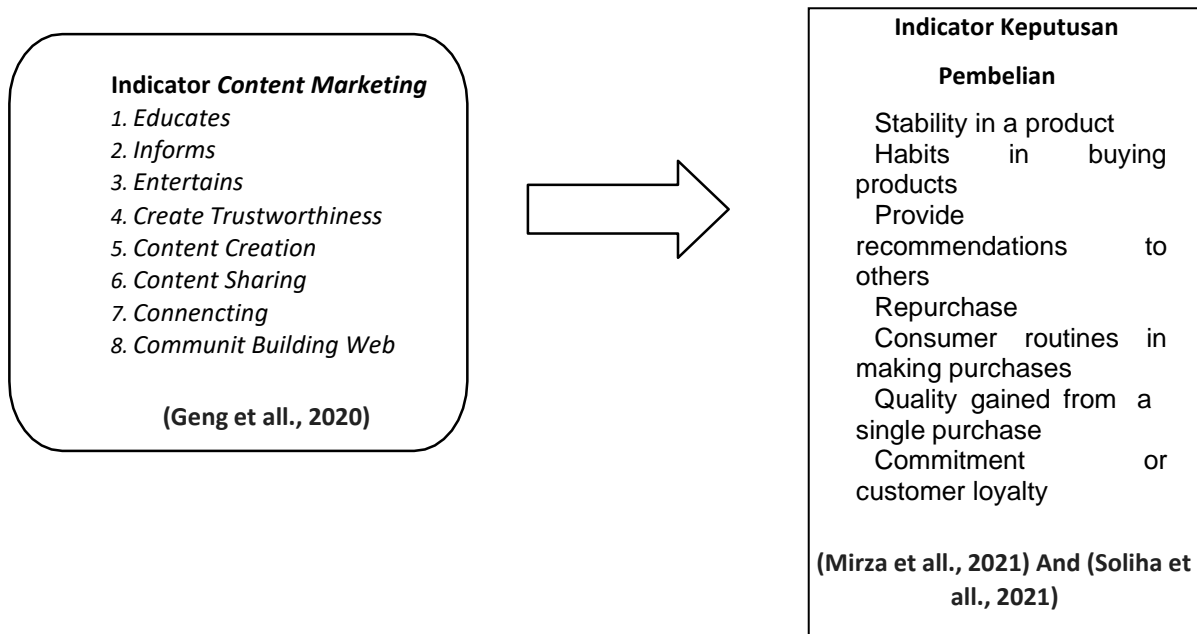 Indicator Content Marketing
1. Educates
2. Informs
3. Entertains
4. Create Trustworthiness
5. Content Creation
6. Content Sharing
7. Connencting
8. Communit Building Web
(Geng et all., 2020)
Indicator Keputusan
Pembelian
Stability in a product
Habits in buying
products
Provide
recommendations to
others
Repurchase
Consumer routines in
making purchases
Quality gained from a
single purchase
Commitment or
customer loyalty
(Mirza et all., 2021) And (Soliha et
all., 2021)